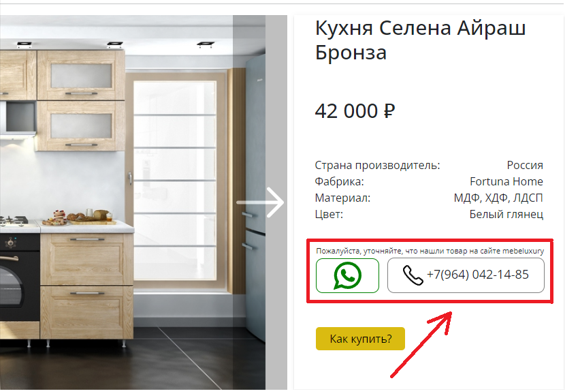 Кухня Селена Айраш
Бронза
42 000 ₽
Страна производитель: Россия
Фабрика: Fortuna Home
Материал: МДФ, ХДФ, ЛДСП
Цвет: Белый глянец
Пожалуйста, уточняйте, что нашли товар на сайте mebeluxury
+7(964) 042-14-85
Как купить?